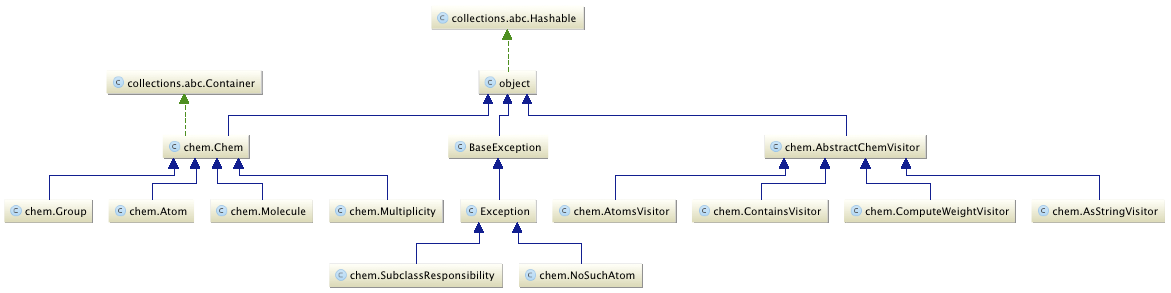 C collections.abc.Hashable
C collections.abc.Container
C object
C chem.Chem
C BaseException
C chem.AbstractChemVisitor
C chem.Group
C chem.Atom
C chem.Molecule
C chem.Multiplicity
C Exception
C chem.AtomsVisitor
C chem.ContainsVisitor
C chem.ComputeWeightVisitor
C chem.AsStringVisitor
C chem.SubclassResponsibility
C chem.NoSuchAtom